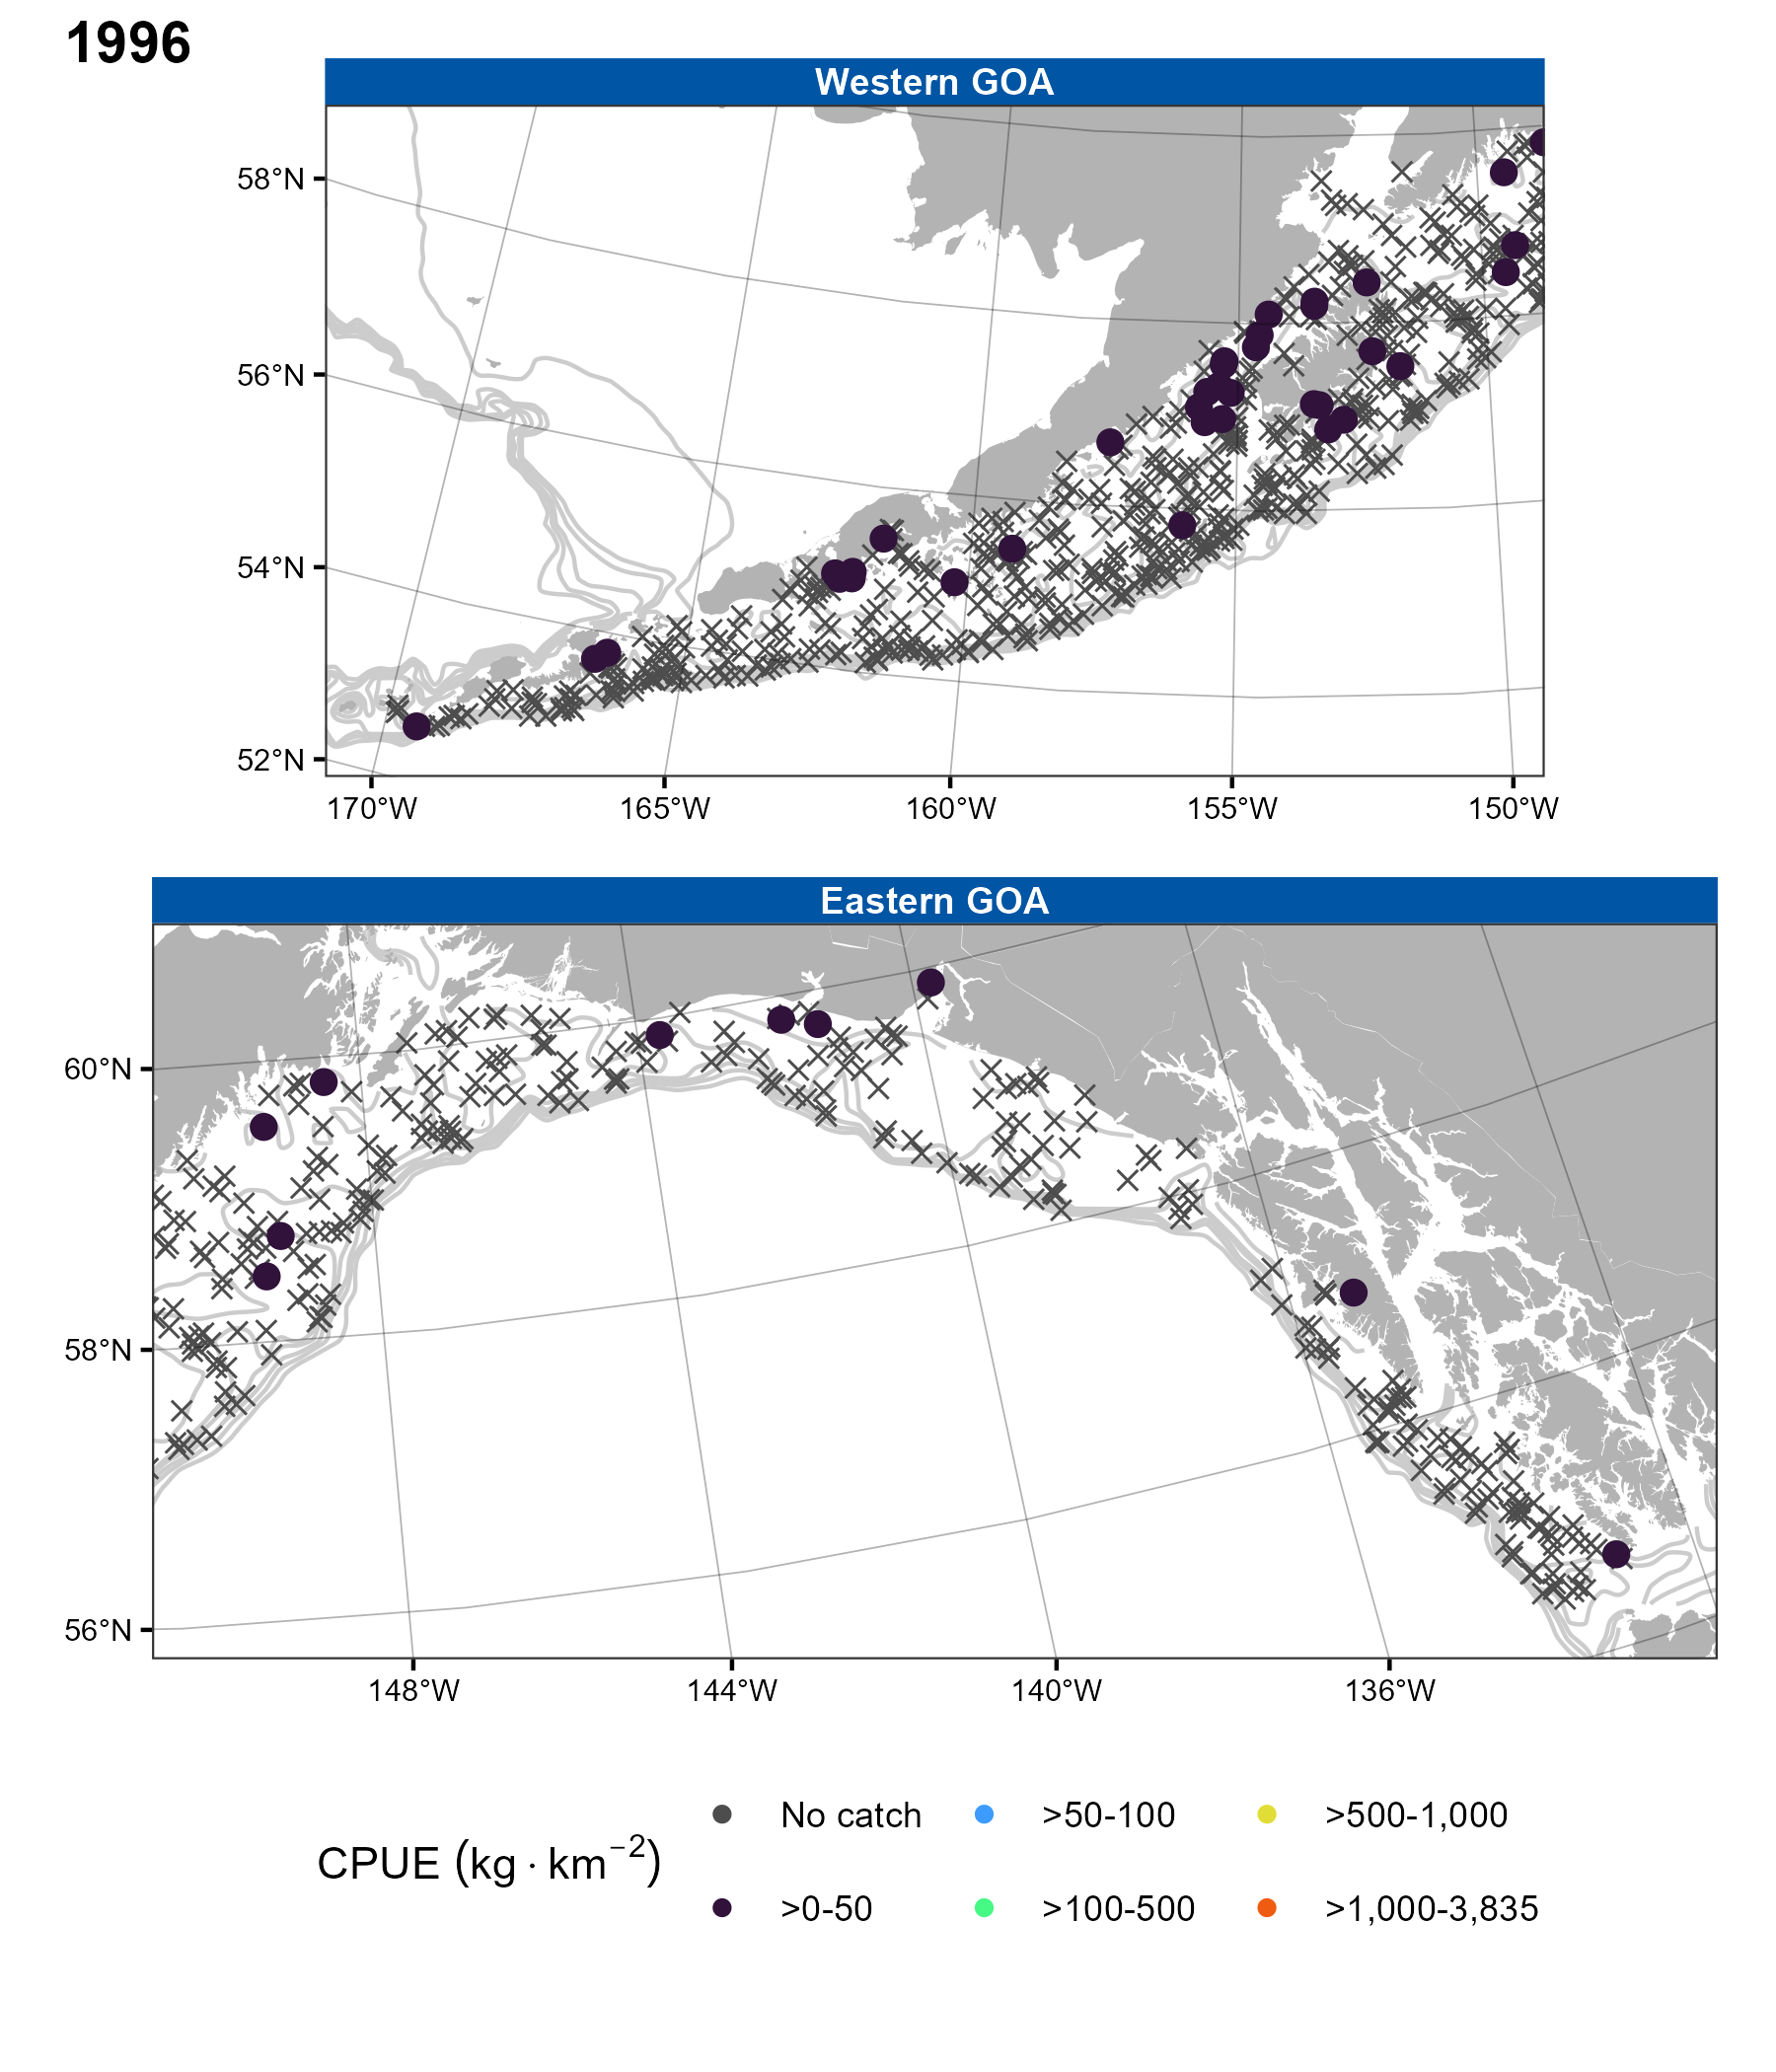 1996
Western GOA
58°N
56°N
54°N
52°N
170°W 165°W 160°W 155°W 150°W
Eastern GOA
60°N
58°N
56°N
148°W 144°W 140°W 136°W
CPUE (kg · km⁻²)
No catch >50-100 >500-1,000
>0-50 >100-500 >1,000-3,835